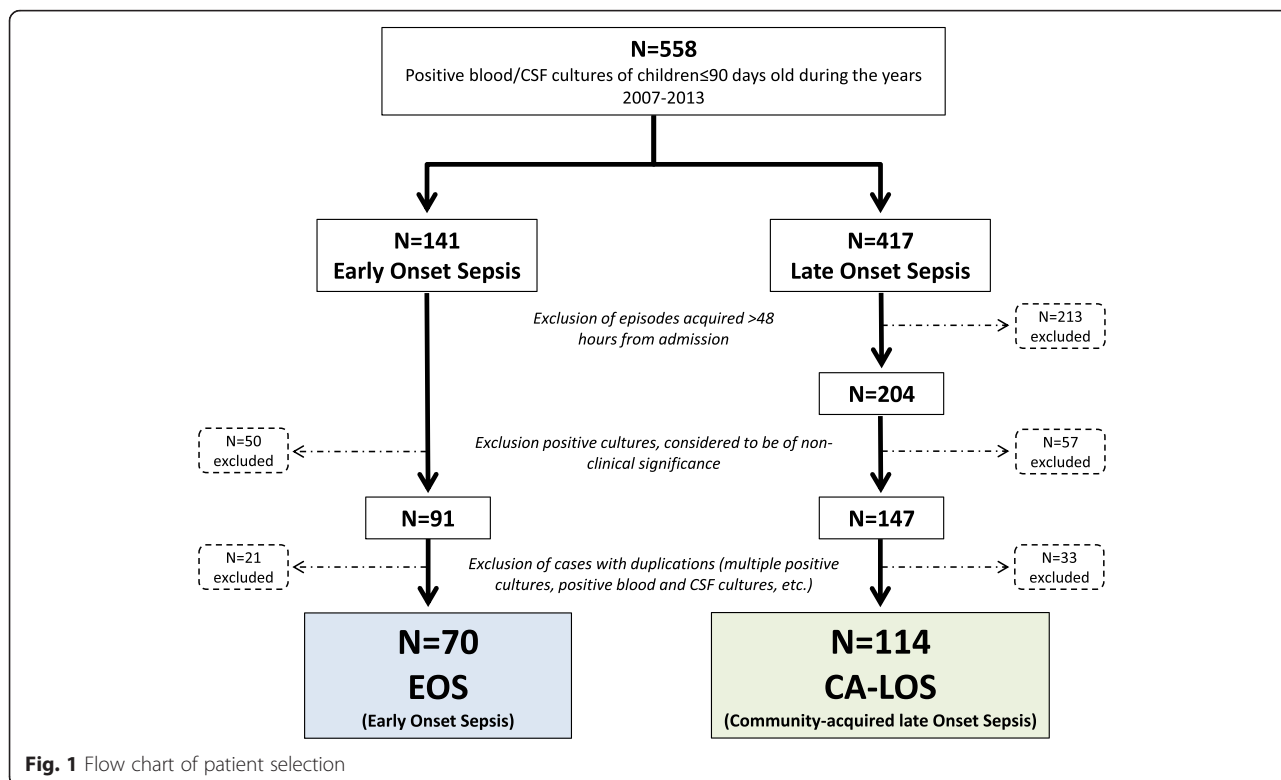 N=558
Positive blood/CSF cultures of children≤90 days old during the years
2007-2013
N=141
Early Onset Sepsis
N=417
Late Onset Sepsis
Exclusion of episodes acquired >48
hours from admission
N=213
excluded
N=204
N=50
excluded
Exclusion positive cultures, considered to be of non-
clinical significance
N=57
excluded
N=91
N=147
N=21
excluded
Exclusion of cases with duplications (multiple positive
cultures, positive blood and CSF cultures, etc.)
N=33
excluded
N=70
EOS
(Early Onset Sepsis)
N=114
CA-LOS
(Community-acquired late Onset Sepsis)
Fig. 1 Flow chart of patient selection